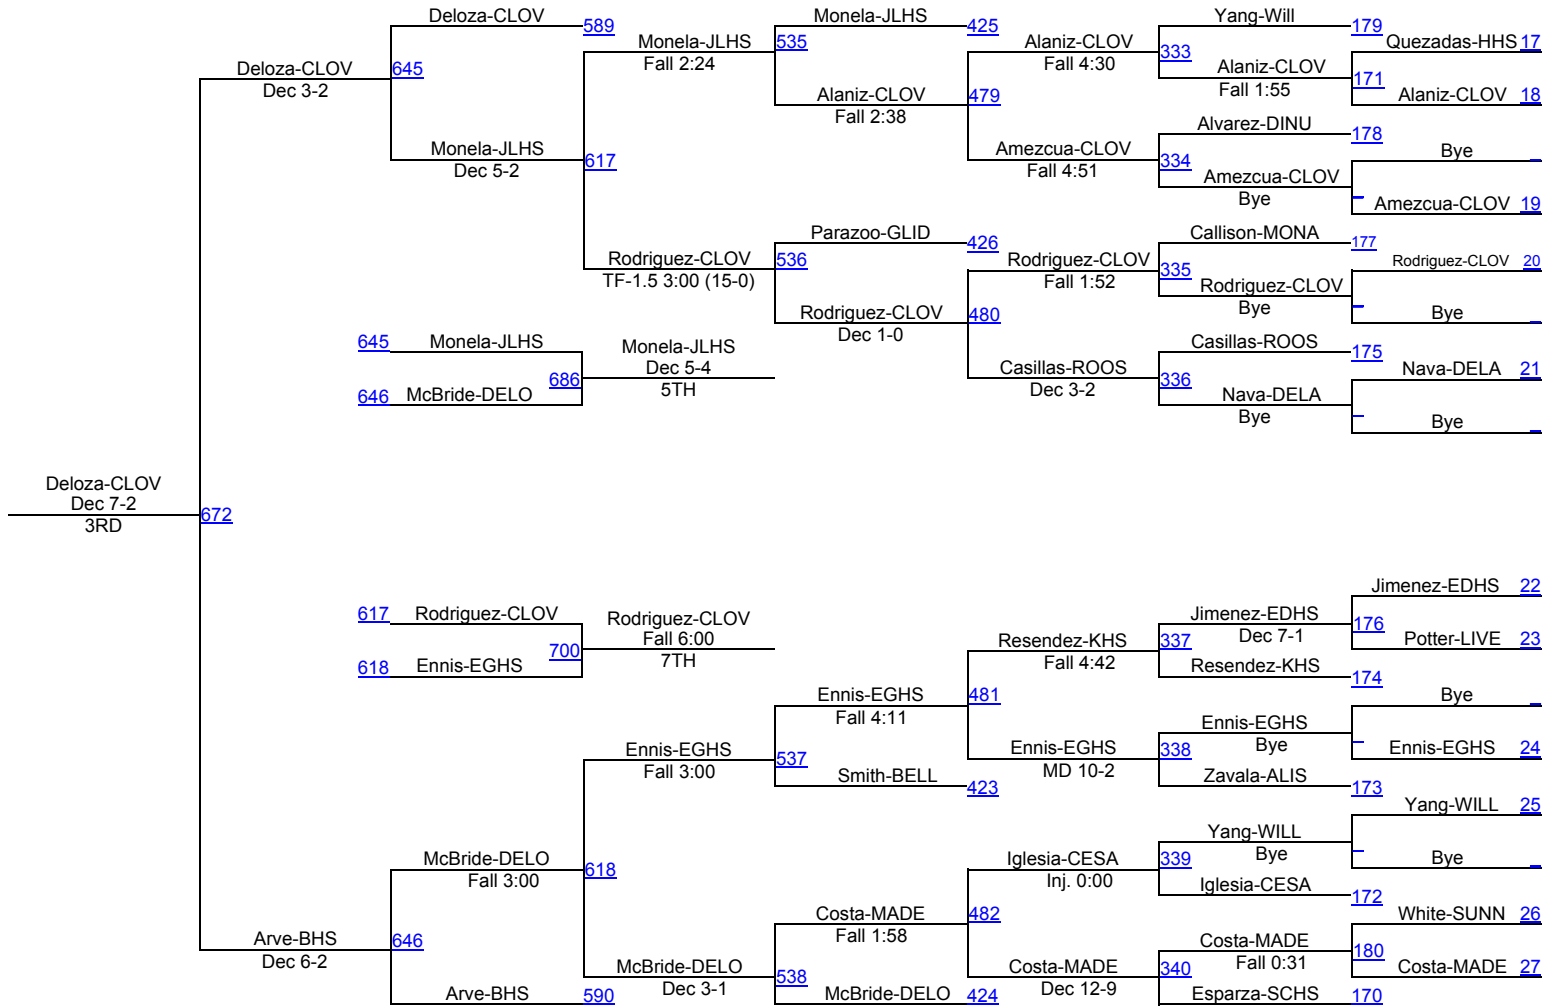 Deloza-CLOV
589
Monela-JLHS
425
Yang-Will
179
Monela-JLHS
Fall 2:24
535
Alaniz-CLOV
Fall 4:30
333
Quezadas-HHS 17
Deloza-CLOV
Dec 3-2
645
Alaniz-CLOV
Fall 1:55
171
Alaniz-CLOV
Fall 2:38
479
Alaniz-CLOV 18
Alvarez-DINU
178
Monela-JLHS
Dec 5-2
617
Amezcua-CLOV
Fall 4:51
334
Bye _
Amezcua-CLOV
Bye
_
Amezcua-CLOV 19
Parazoo-GLID
426
Callison-MONA
177
Rodriguez-CLOV
TF-1.5 3:00 (15-0)
536
Rodriguez-CLOV
Fall 1:52
335
Rodriguez-CLOV 20
Rodriguez-CLOV
Bye
_
Rodriguez-CLOV
Dec 1-0
480
Bye _
645 Monela-JLHS
Monela-JLHS
Dec 5-4
5TH
686
646 McBride-DELO
Casillas-ROOS
175
Casillas-ROOS
Dec 3-2
336
Nava-DELA 21
Nava-DELA
Bye
_
Bye _
Deloza-CLOV
Dec 7-2
3RD
672
Jimenez-EDHS 22
617 Rodriguez-CLOV
Rodriguez-CLOV
Fall 6:00
7TH
700
618 Ennis-EGHS
Jimenez-EDHS
Dec 7-1
176
Potter-LIVE 23
Resendez-KHS
Fall 4:42
337
Resendez-KHS
174
Ennis-EGHS
Fall 4:11
481
Bye _
Ennis-EGHS
Bye
_
Ennis-EGHS
Fall 3:00
537
Ennis-EGHS
MD 10-2
338
Ennis-EGHS 24
Smith-BELL
423
Zavala-ALIS
173
Yang-WILL 25
Yang-WILL
Bye
_
McBride-DELO
Fall 3:00
618
Iglesia-CESA
Inj. 0:00
339
Bye _
Iglesia-CESA
172
Costa-MADE
Fall 1:58
482
White-SUNN 26
Arve-BHS
Dec 6-2
646
Costa-MADE
Fall 0:31
180
McBride-DELO
Dec 3-1
538
Costa-MADE
Dec 12-9
340
Costa-MADE 27
Arve-BHS
590
McBride-DELO
424
Esparza-SCHS
170